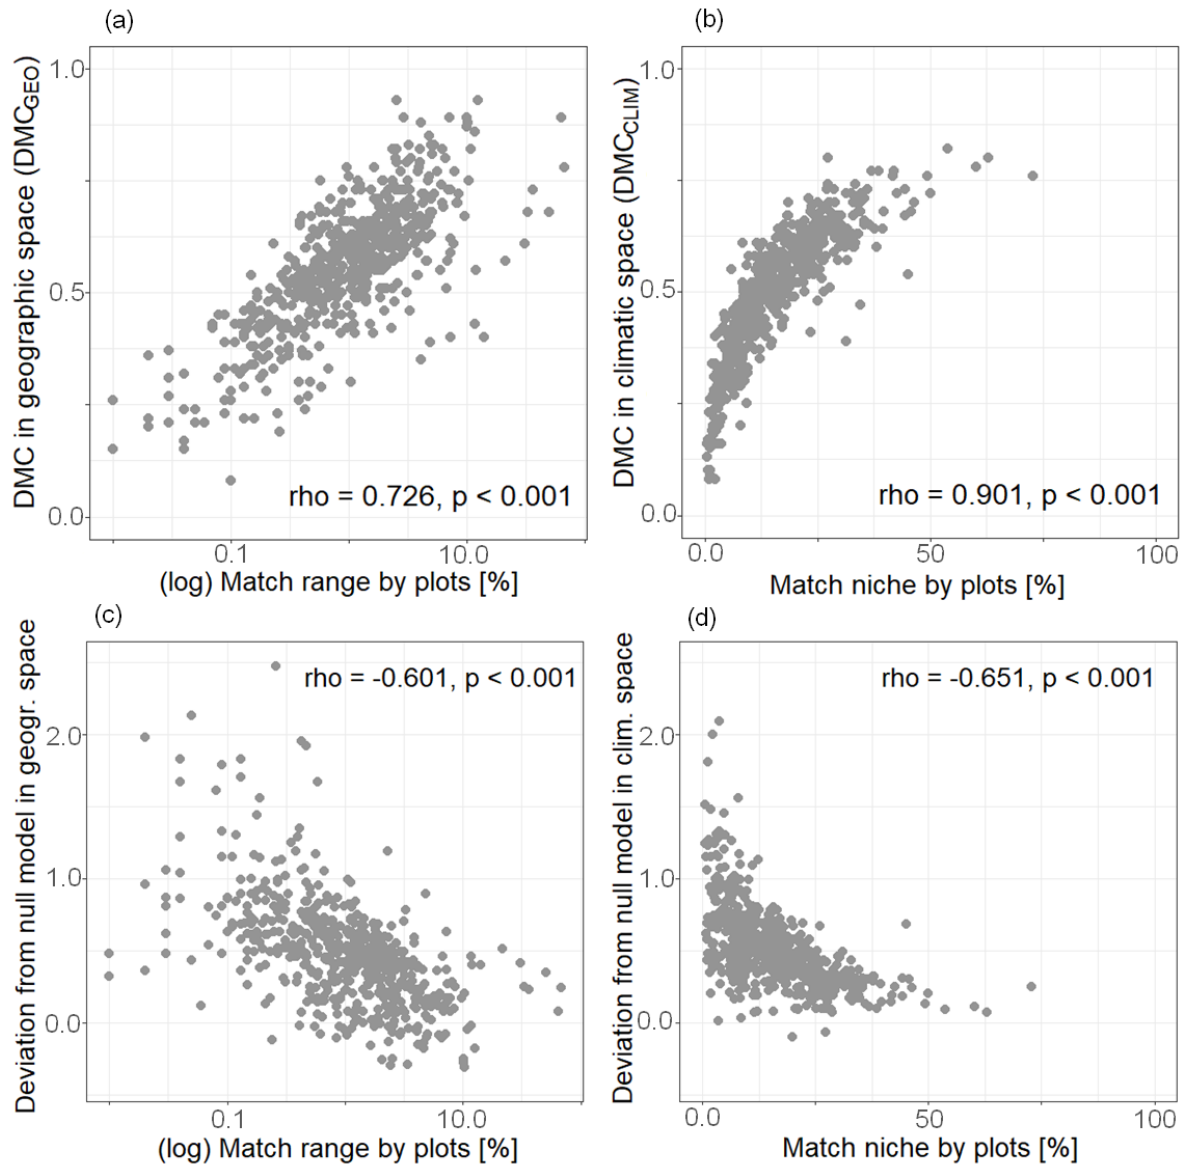 (a)
DMC in geographic space (DMCGEO)
1.0
0.5
0.0
rho = 0.726, p < 0.001
0.1
10.0
(log) Match range by plots [%]
(b)
DMC in climatic space (DMCCLIM)
1.0
0.5
0.0
rho = 0.901, p < 0.001
0.0
50
100
Match niche by plots [%]
(c)
Deviation from null model in geogr. space
2.0
1.0
0.0
rho = -0.601, p < 0.001
0.1
10.0
(log) Match range by plots [%]
(d)
Deviation from null model in clim. space
2.0
1.0
0.0
rho = -0.651, p < 0.001
0.0
50
100
Match niche by plots [%]